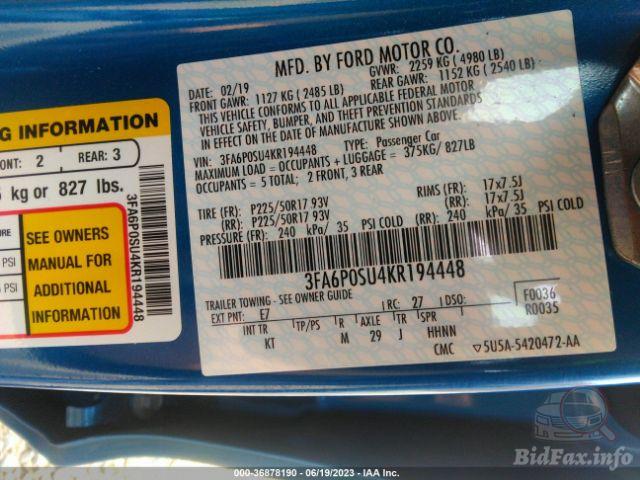 MFD. BY FORD MOTOR CO.
DATE: 02/19 GVWR: 2259 KG ( 4980 LB)
FRONT GAWR: 1127 KG ( 2485 LB) REAR GAWR: 1152 KG ( 2540 LB)
THIS VEHICLE CONFORMS TO ALL APPLICABLE FEDERAL MOTOR
VEHICLE SAFETY, BUMPER, AND THEFT PREVENTION STANDARDS
IN EFFECT ON THE DATE OF MANUFACTURE SHOWN ABOVE.
VIN: 3FA6P0SU4KR194448 TYPE: Passenger Car
MAXIMUM LOAD = OCCUPANTS + LUGGAGE = 375KG/ 827LB
OCCUPANTS = 5 TOTAL; 2 FRONT, 3 REAR
TIRE (FR): P225/50R17 93V RIMS (FR): 17x7.5J
(RR): P225/50R17 93V (RR): 17x7.5J
PRESSURE (FR): 240 kPa/ 35 PSI COLD (RR): 240 kPa/ 35 PSI COLD
3FA6P0SU4KR194448
TRAILER TOWING - SEE OWNER GUIDE
EXT PNT: E7 RC: 27 DSO: F0036
R0035
INT TR TP/PS R AXLE TR SPR
KT M 29 J HHNN
CMC ▽5U5A-5420472-AA
G INFORMATION
ONT: 2 REAR: 3
kg or 827 lbs.
SEE OWNERS
MANUAL FOR
ADDITIONAL
INFORMATION
PSI
PSI
3FA6P0SU4KR194448
BidFax.info
000-36878190 - 06/19/2023 - IAA Inc.